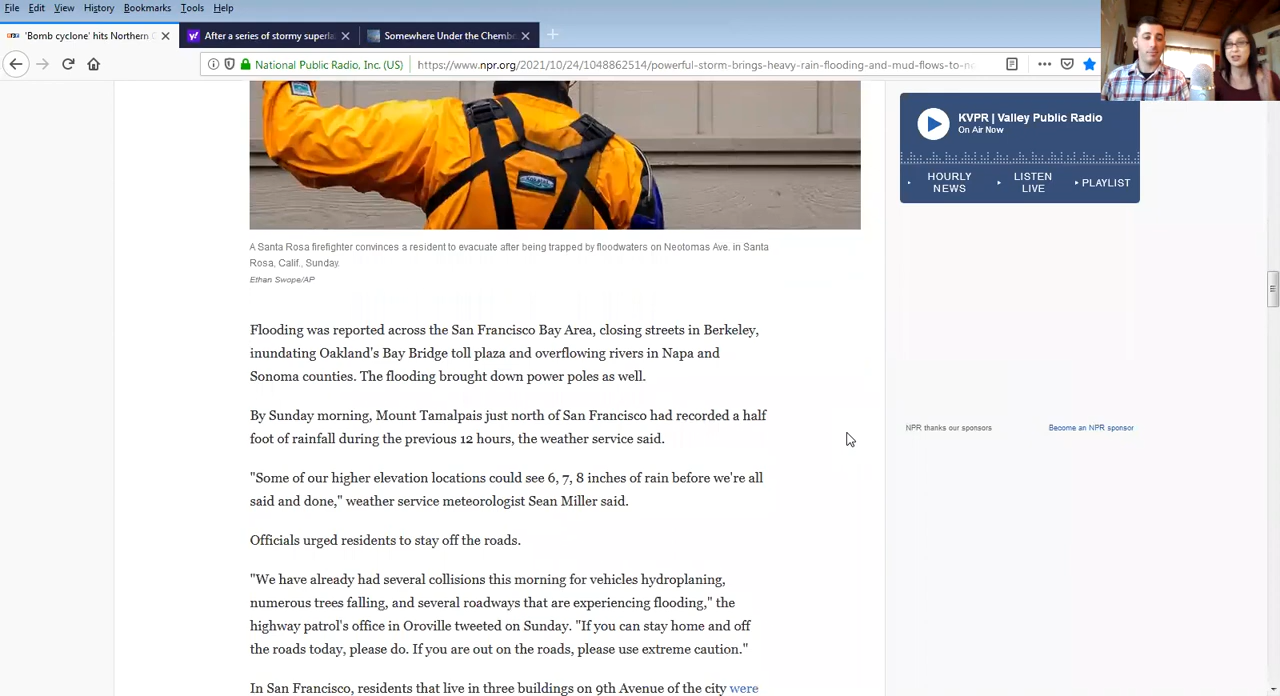 File Edit View History Bookmarks Tools Help
'Bomb cyclone' hits Northern
After a series of stormy superla
Somewhere Under the Chembo
National Public Radio, Inc. (US)
https://www.npr.org/2021/10/24/1048862514/powerful-storm-brings-heavy-rain-flooding-and-mud-flows-to-no
KVPR | Valley Public Radio
On Air Now
HOURLY NEWS
LISTEN LIVE
PLAYLIST
A Santa Rosa firefighter convinces a resident to evacuate after being trapped by floodwaters on Neotomas Ave. in Santa
Rosa, Calif., Sunday.
Ethan Swope/AP
Flooding was reported across the San Francisco Bay Area, closing streets in Berkeley,
inundating Oakland's Bay Bridge toll plaza and overflowing rivers in Napa and
Sonoma counties. The flooding brought down power poles as well.
By Sunday morning, Mount Tamalpais just north of San Francisco had recorded a half
foot of rainfall during the previous 12 hours, the weather service said.
NPR thanks our sponsors
Become an NPR sponsor
"Some of our higher elevation locations could see 6, 7, 8 inches of rain before we're all
said and done," weather service meteorologist Sean Miller said.
Officials urged residents to stay off the roads.
"We have already had several collisions this morning for vehicles hydroplaning,
numerous trees falling, and several roadways that are experiencing flooding," the
highway patrol's office in Oroville tweeted on Sunday. "If you can stay home and off
the roads today, please do. If you are out on the roads, please use extreme caution."
In San Francisco, residents that live in three buildings on 9th Avenue of the city were